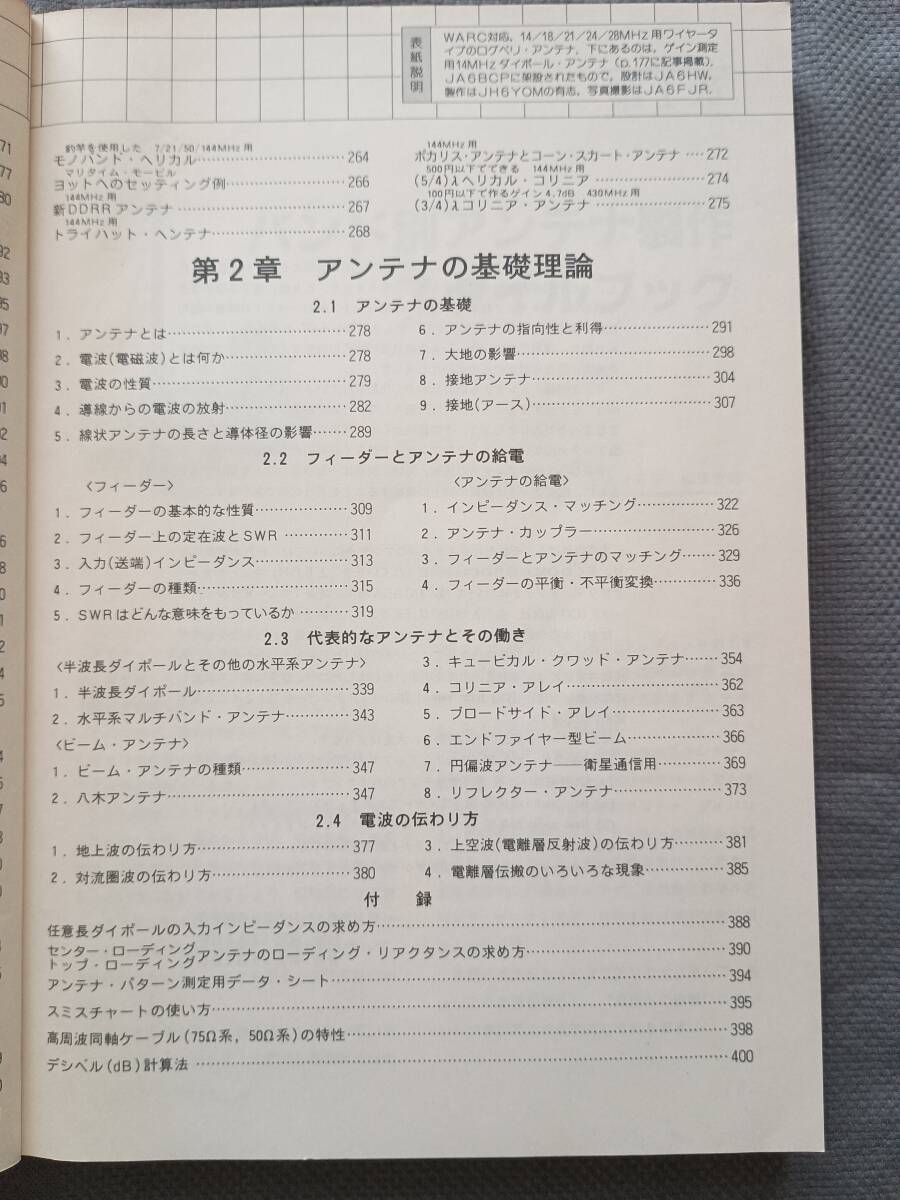 表紙説明
WARC対応，14／18／21／24／28MHz用ワイヤータ
イプのログペリ・アンテナ，下にあるのは，ゲイン測定
用14MHzダイポール・アンテナ（p.177に記事掲載），
JA6BCPに架設されたもので，設計はJA6HW，
製作はJH6YOMの有志，写真撮影はJA6FJR．
釣竿を使用した　7/21/50/144MHz用
モノハンド・ヘリカル……………………264
マリタイム・モービル
ヨットへのセッティング例………………266
144MHz用
新DDRRアンテナ………………………267
144MHz用
トライハット・ヘンテナ…………………268
144MHz用
ポカリス・アンテナとコーン・スカート・アンテナ……272
500円以下でできる　144MHz用
(5/4)λヘリカル・コリニア………………274
100円以下で作るゲイン4.7dB　430MHz用
(3/4)λコリニア・アンテナ………………275
第2章　アンテナの基礎理論
2.1　アンテナの基礎
1．アンテナとは……………………………278
2．電波(電磁波)とは何か…………………278
3．電波の性質………………………………279
4．導線からの電波の放射…………………282
5．線状アンテナの長さと導体径の影響……289
6．アンテナの指向性と利得………………291
7．大地の影響………………………………298
8．接地アンテナ……………………………304
9．接地(アース)……………………………307
2.2　フィーダーとアンテナの給電
〈フィーダー〉
1．フィーダーの基本的な性質……………309
2．フィーダー上の定在波とSWR…………311
3．入力(送端)インピーダンス……………313
4．フィーダーの種類………………………315
5．SWRはどんな意味をもっているか………319
〈アンテナの給電〉
1．インピーダンス・マッチング…………322
2．アンテナ・カップラー…………………326
3．フィーダーとアンテナのマッチング……329
4．フィーダーの平衡・不平衡変換…………336
2.3　代表的なアンテナとその働き
〈半波長ダイポールとその他の水平系アンテナ〉
1．半波長ダイポール………………………339
2．水平系マルチバンド・アンテナ…………343
〈ビーム・アンテナ〉
1．ビーム・アンテナの種類………………347
2．八木アンテナ……………………………347
3．キュービカル・クワッド・アンテナ……354
4．コリニア・アレイ………………………362
5．ブロードサイド・アレイ………………363
6．エンドファイヤー型ビーム……………366
7．円偏波アンテナ――衛星通信用…………369
8．リフレクター・アンテナ………………373
2.4　電波の伝わり方
1．地上波の伝わり方………………………377
2．対流圏波の伝わり方……………………380
3．上空波(電離層反射波)の伝わり方………381
4．電離層伝搬のいろいろな現象…………385
付　録
任意長ダイポールの入力インピーダンスの求め方……………………388
センター・ローディング
トップ・ローディング アンテナのローディング・リアクタンスの求め方……………………390
アンテナ・パターン測定用データ・シート……………………394
スミスチャートの使い方……………………395
高周波同軸ケーブル(75Ω系，50Ω系)の特性……………………398
デシベル(dB)計算法……………………400